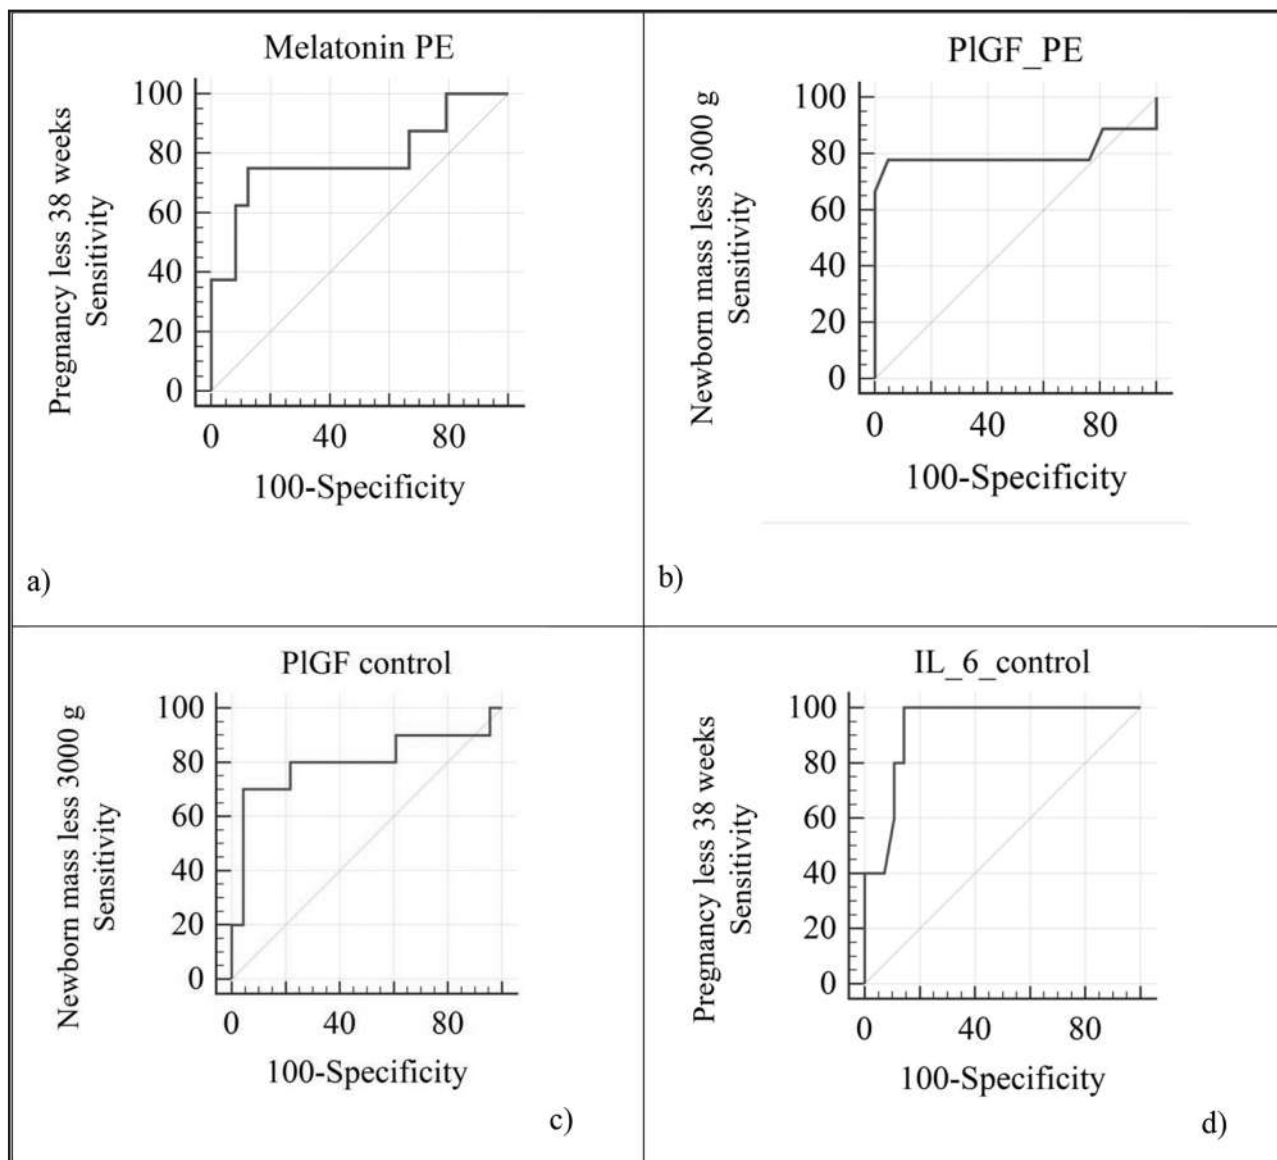 Melatonin PE
Pregnancy less 38 weeks
Sensitivity
100
80
60
40
20
0
0 40 80
100-Specificity
a)
PlGF_PE
Newborn mass less 3000 g
Sensitivity
100
80
60
40
20
0
0 40 80
100-Specificity
b)
PlGF control
Newborn mass less 3000 g
Sensitivity
100
80
60
40
20
0
0 40 80
100-Specificity
c)
IL_6_control
Pregnancy less 38 weeks
Sensitivity
100
80
60
40
20
0
0 40 80
100-Specificity
d)